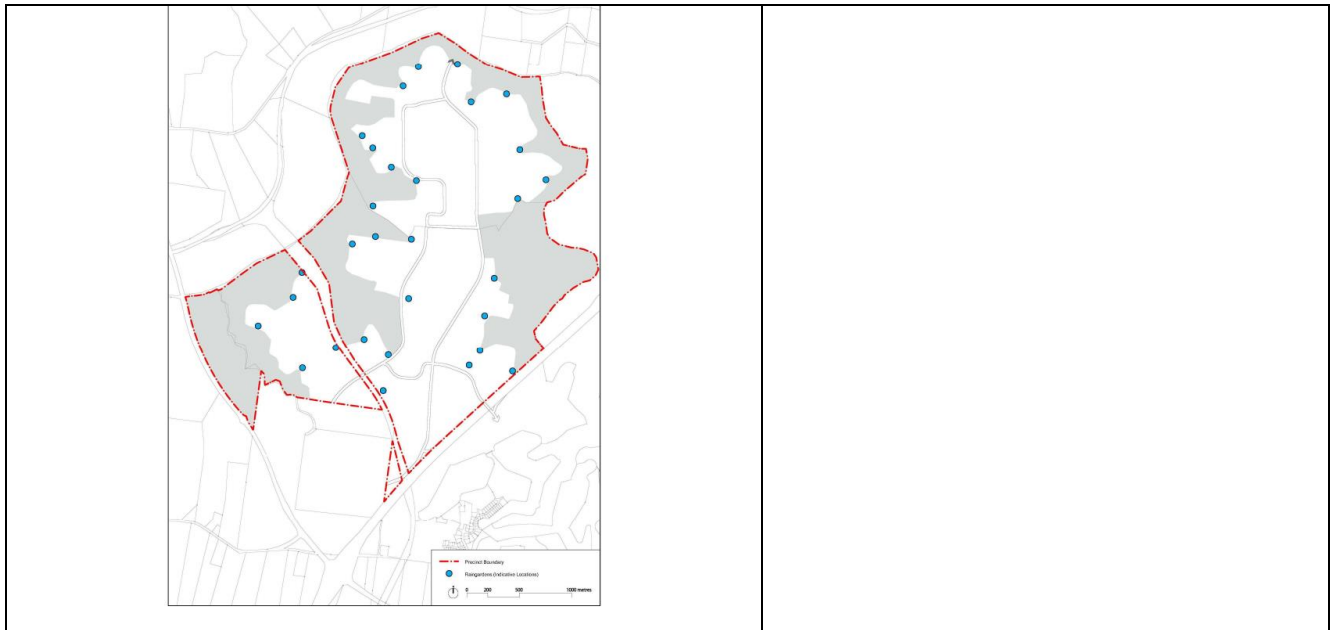 Precinct Boundary
Raingardens (Indicative Locations)
0 200 500 1000 metres